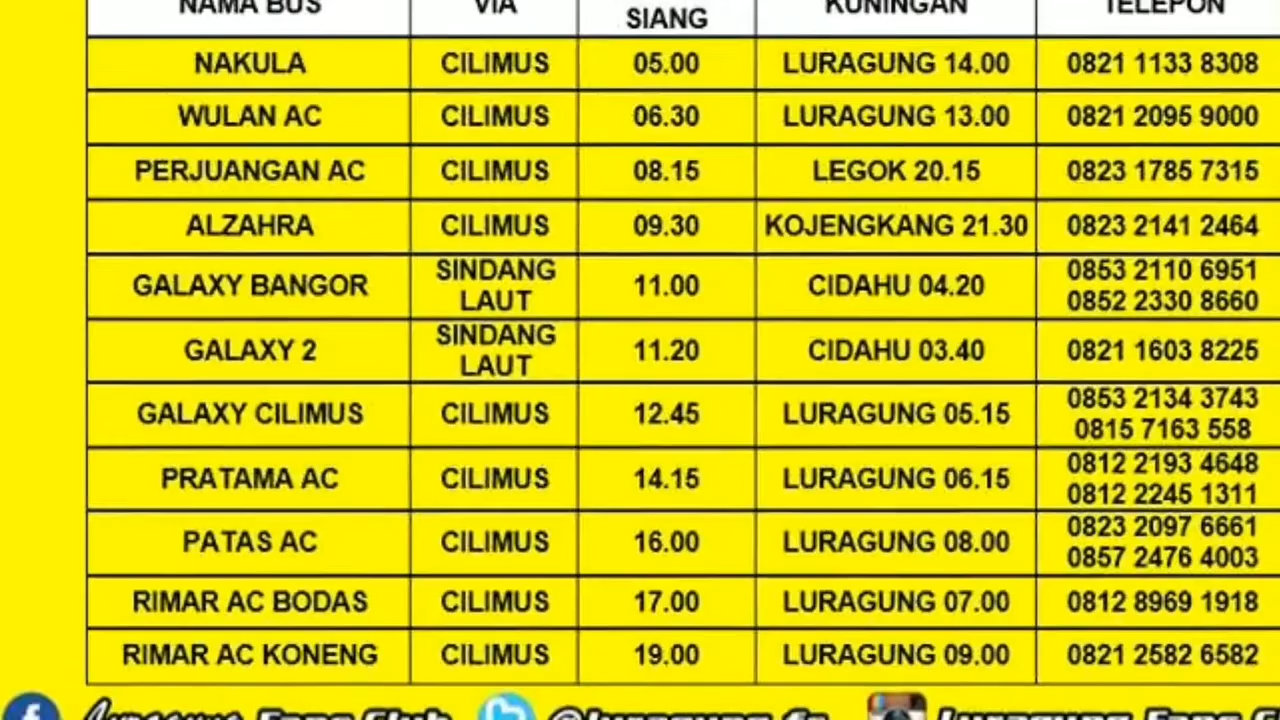 NAMA BUS VIA SIANG KUNINGAN TELEPON
NAKULA CILIMUS 05.00 LURAGUNG 14.00 0821 1133 8308
WULAN AC CILIMUS 06.30 LURAGUNG 13.00 0821 2095 9000
PERJUANGAN AC CILIMUS 08.15 LEGOK 20.15 0823 1785 7315
ALZAHRA CILIMUS 09.30 KOJENGKANG 21.30 0823 2141 2464
GALAXY BANGOR SINDANG LAUT 11.00 CIDAHU 04.20 0853 2110 6951
0852 2330 8660
GALAXY 2 SINDANG LAUT 11.20 CIDAHU 03.40 0821 1603 8225
GALAXY CILIMUS CILIMUS 12.45 LURAGUNG 05.15 0853 2134 3743
0815 7163 558
PRATAMA AC CILIMUS 14.15 LURAGUNG 06.15 0812 2193 4648
0812 2245 1311
PATAS AC CILIMUS 16.00 LURAGUNG 08.00 0823 2097 6661
0857 2476 4003
RIMAR AC BODAS CILIMUS 17.00 LURAGUNG 07.00 0812 8969 1918
RIMAR AC KONENG CILIMUS 19.00 LURAGUNG 09.00 0821 2582 6582
Luragung Fans Club @luragung_fc Luragung Fans